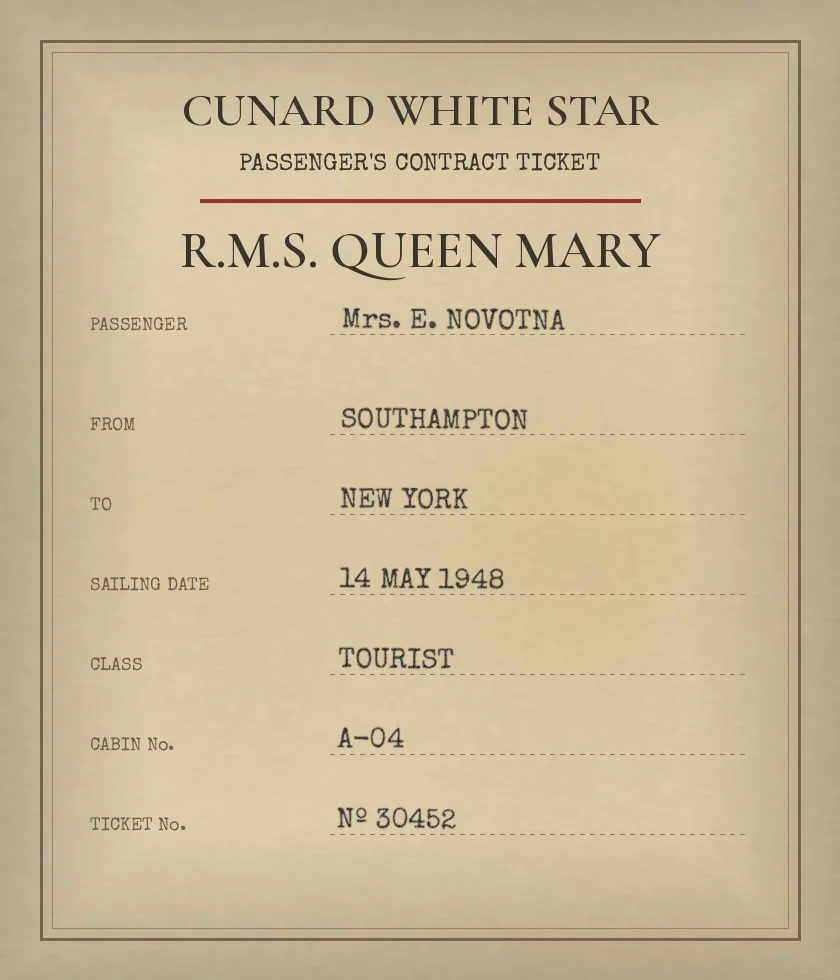 CUNARD WHITE STAR
PASSENGER'S CONTRACT TICKET
R.M.S. QUEEN MARY
PASSENGER Mrs. E. NOVOTNA
FROM SOUTHAMPTON
TO NEW YORK
SAILING DATE 14 MAY 1948
CLASS TOURIST
CABIN No. A-04
TICKET No. Nº 30452